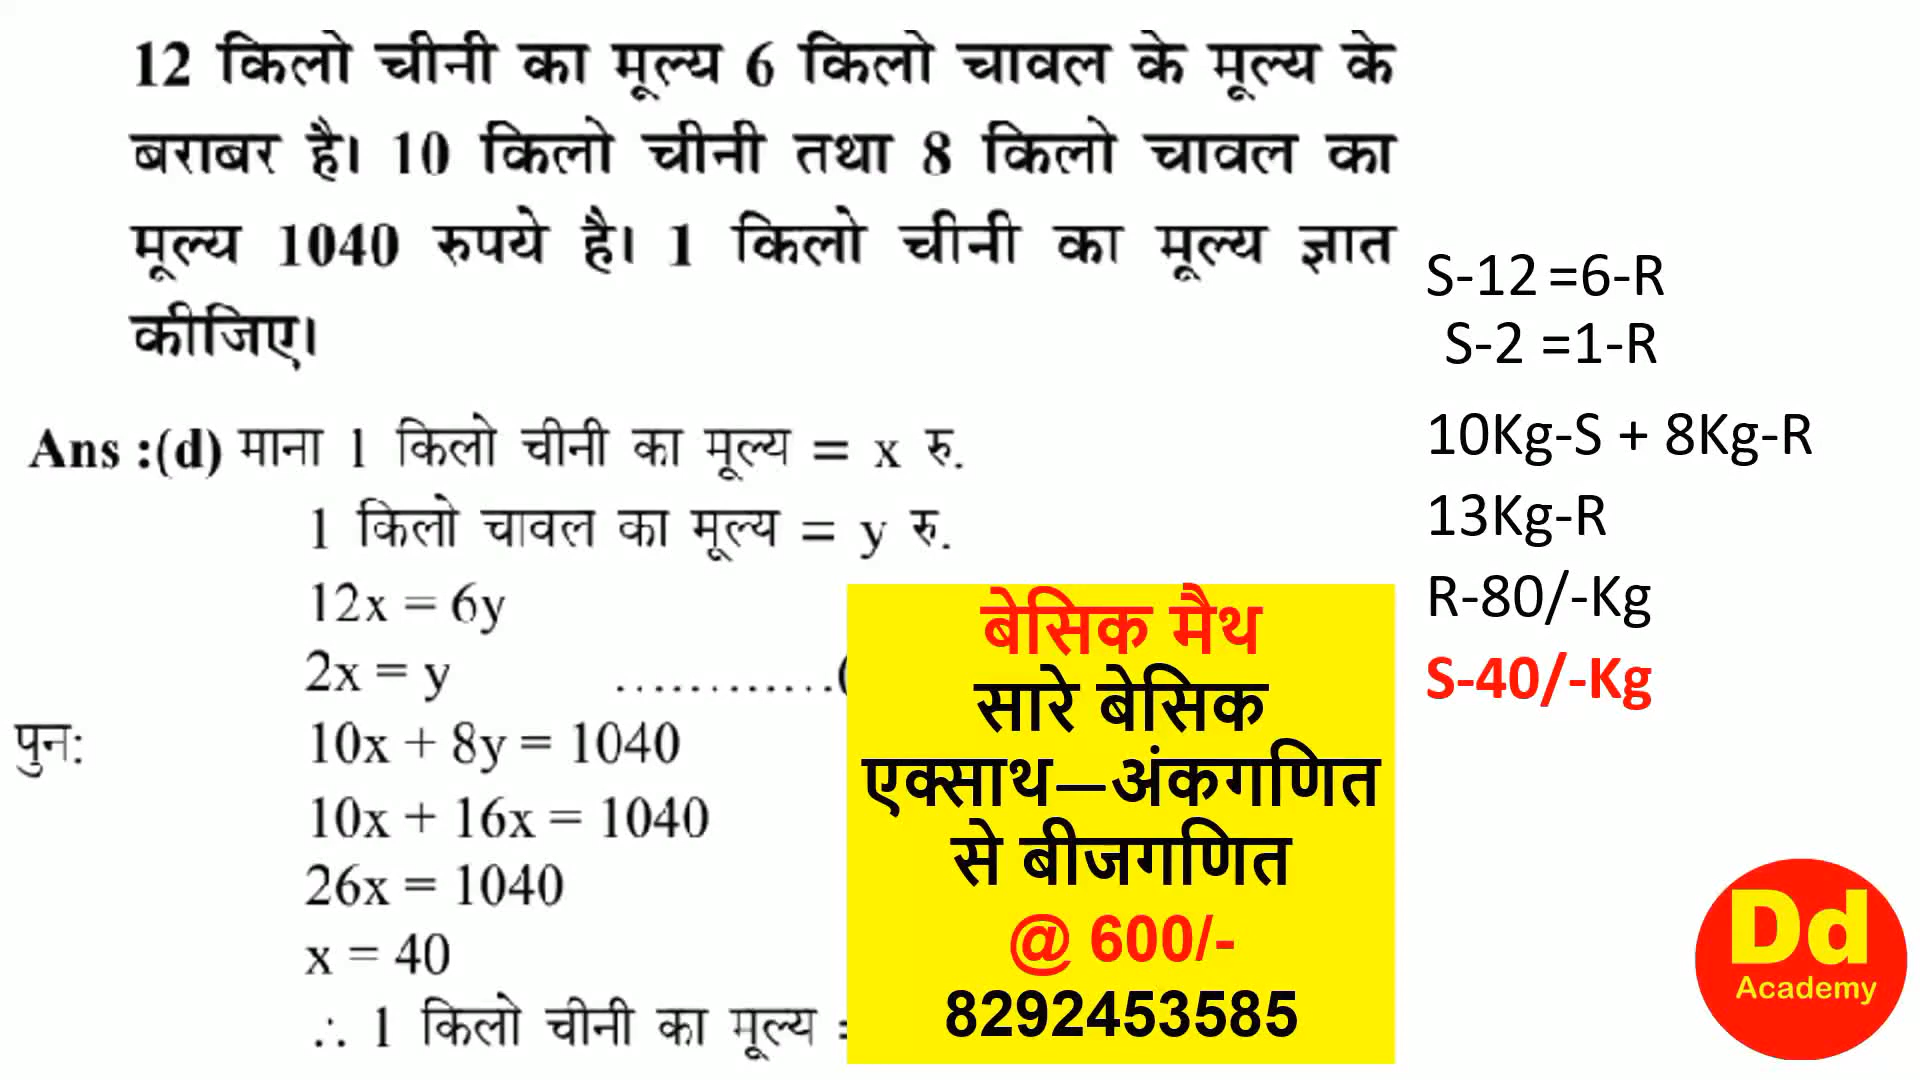 12 किलो चीनी का मूल्य 6 किलो चावल के मूल्य के
बराबर है। 10 किलो चीनी तथा 8 किलो चावल का
मूल्य 1040 रुपये है। 1 किलो चीनी का मूल्य ज्ञात
कीजिए।
Ans :(d) माना 1 किलो चीनी का मूल्य = x रु.
1 किलो चावल का मूल्य = y रु.
12x = 6y
2x = y ............(
पुन: 10x + 8y = 1040
10x + 16x = 1040
26x = 1040
x = 40
∴ 1 किलो चीनी का मूल्य
S-12 =6-R
S-2 =1-R
10Kg-S + 8Kg-R
13Kg-R
R-80/-Kg
S-40/-Kg
बेसिक मैथ
सारे बेसिक
एक्साथ—अंकगणित
से बीजगणित
@ 600/-
8292453585
Dd
Academy